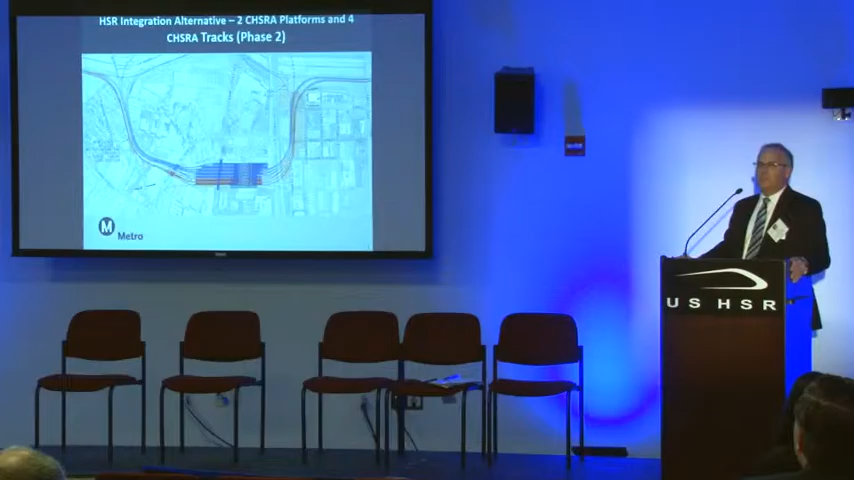 HSR Integration Alternative – 2 CHSRA Platforms and 4
CHSRA Tracks (Phase 2)
M
Metro
US HSR